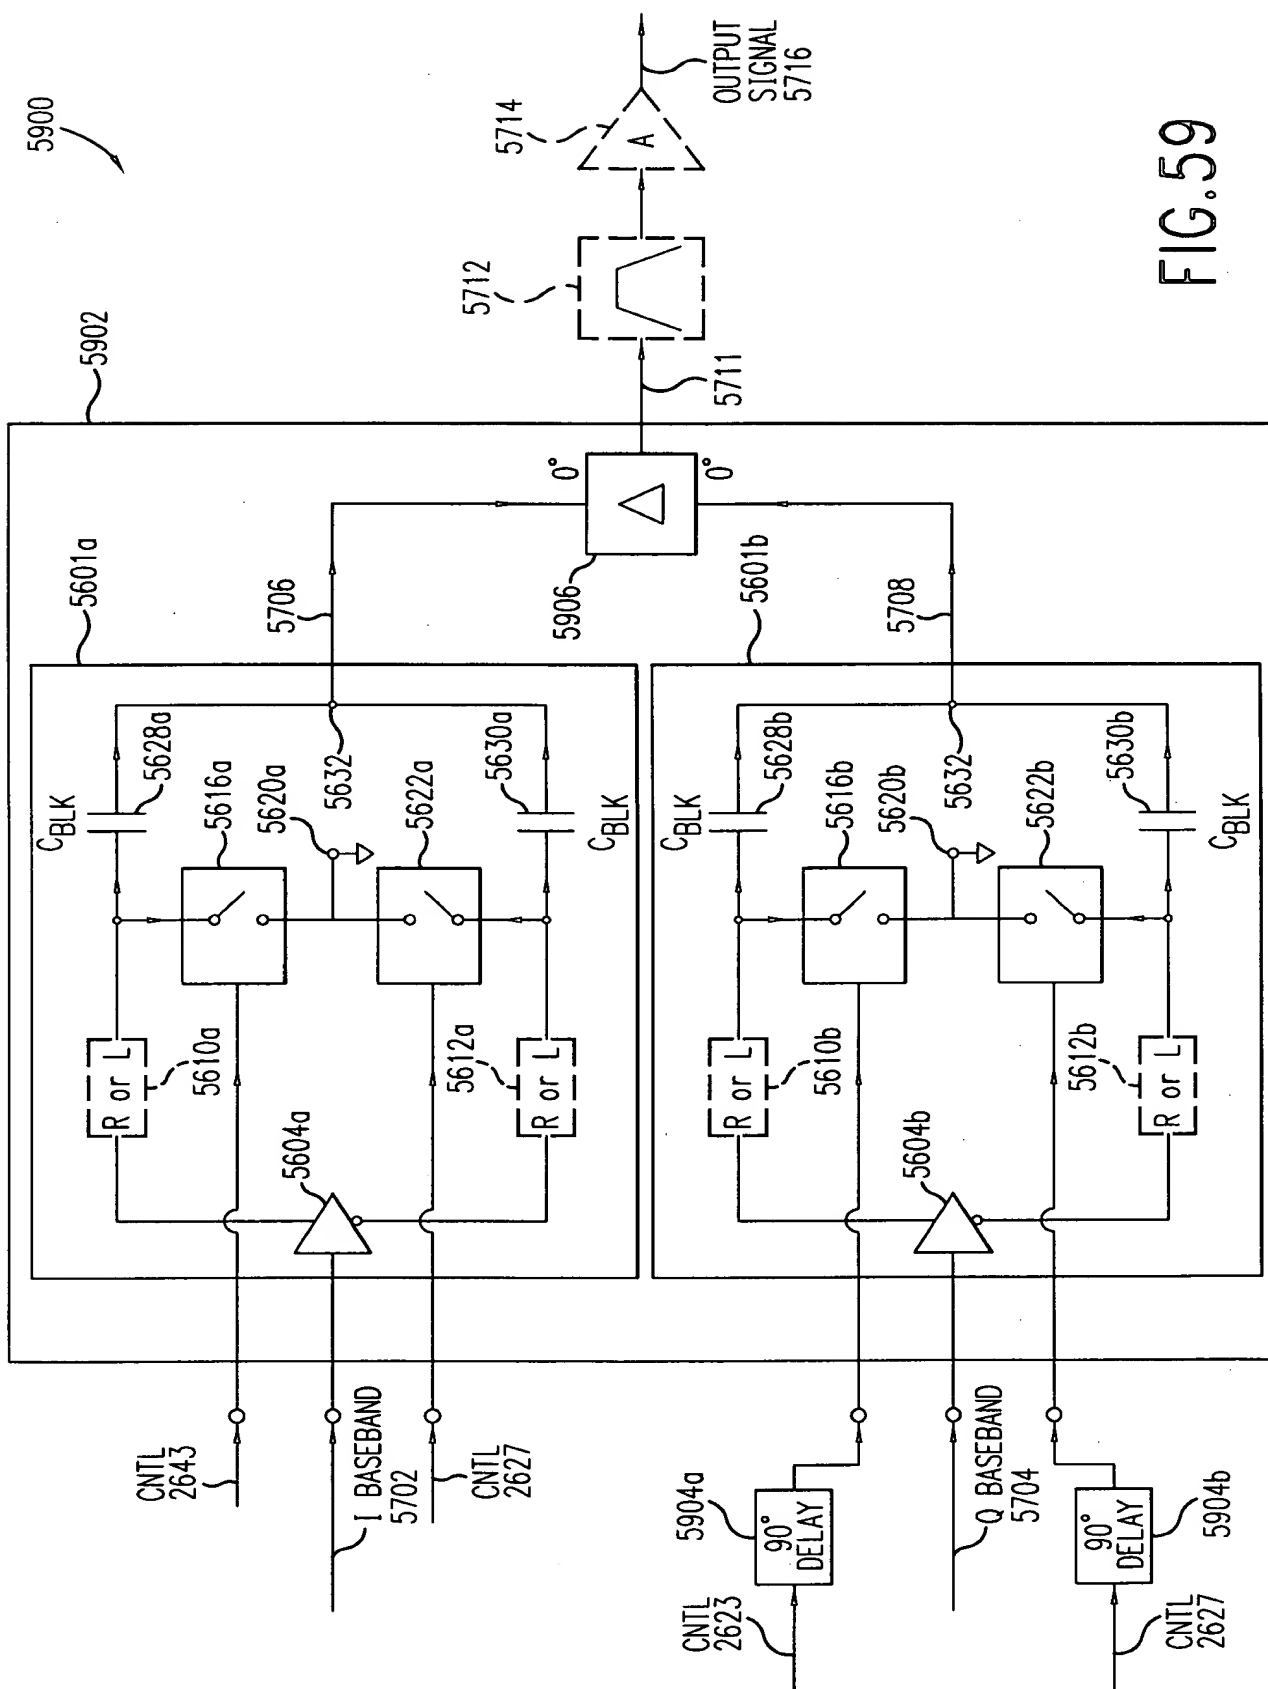 5900
5902
5601a
5706
C_BLK
5628a
5616a
5620a
5632
5622a
5630a
C_BLK
R or L
5610a
5612a
R or L
5604a
CNTL
2643
I BASEBAND
5702
CNTL
2627
0°
5906
0°
5711
5712
A
5714
OUTPUT
SIGNAL
5716
5601b
5708
C_BLK
5628b
5616b
5620b
5632
5622b
5630b
C_BLK
R or L
5610b
5612b
R or L
5604b
5904a
90°
DELAY
CNTL
2623
Q BASEBAND
5704
90°
DELAY
5904b
CNTL
2627
FIG.59